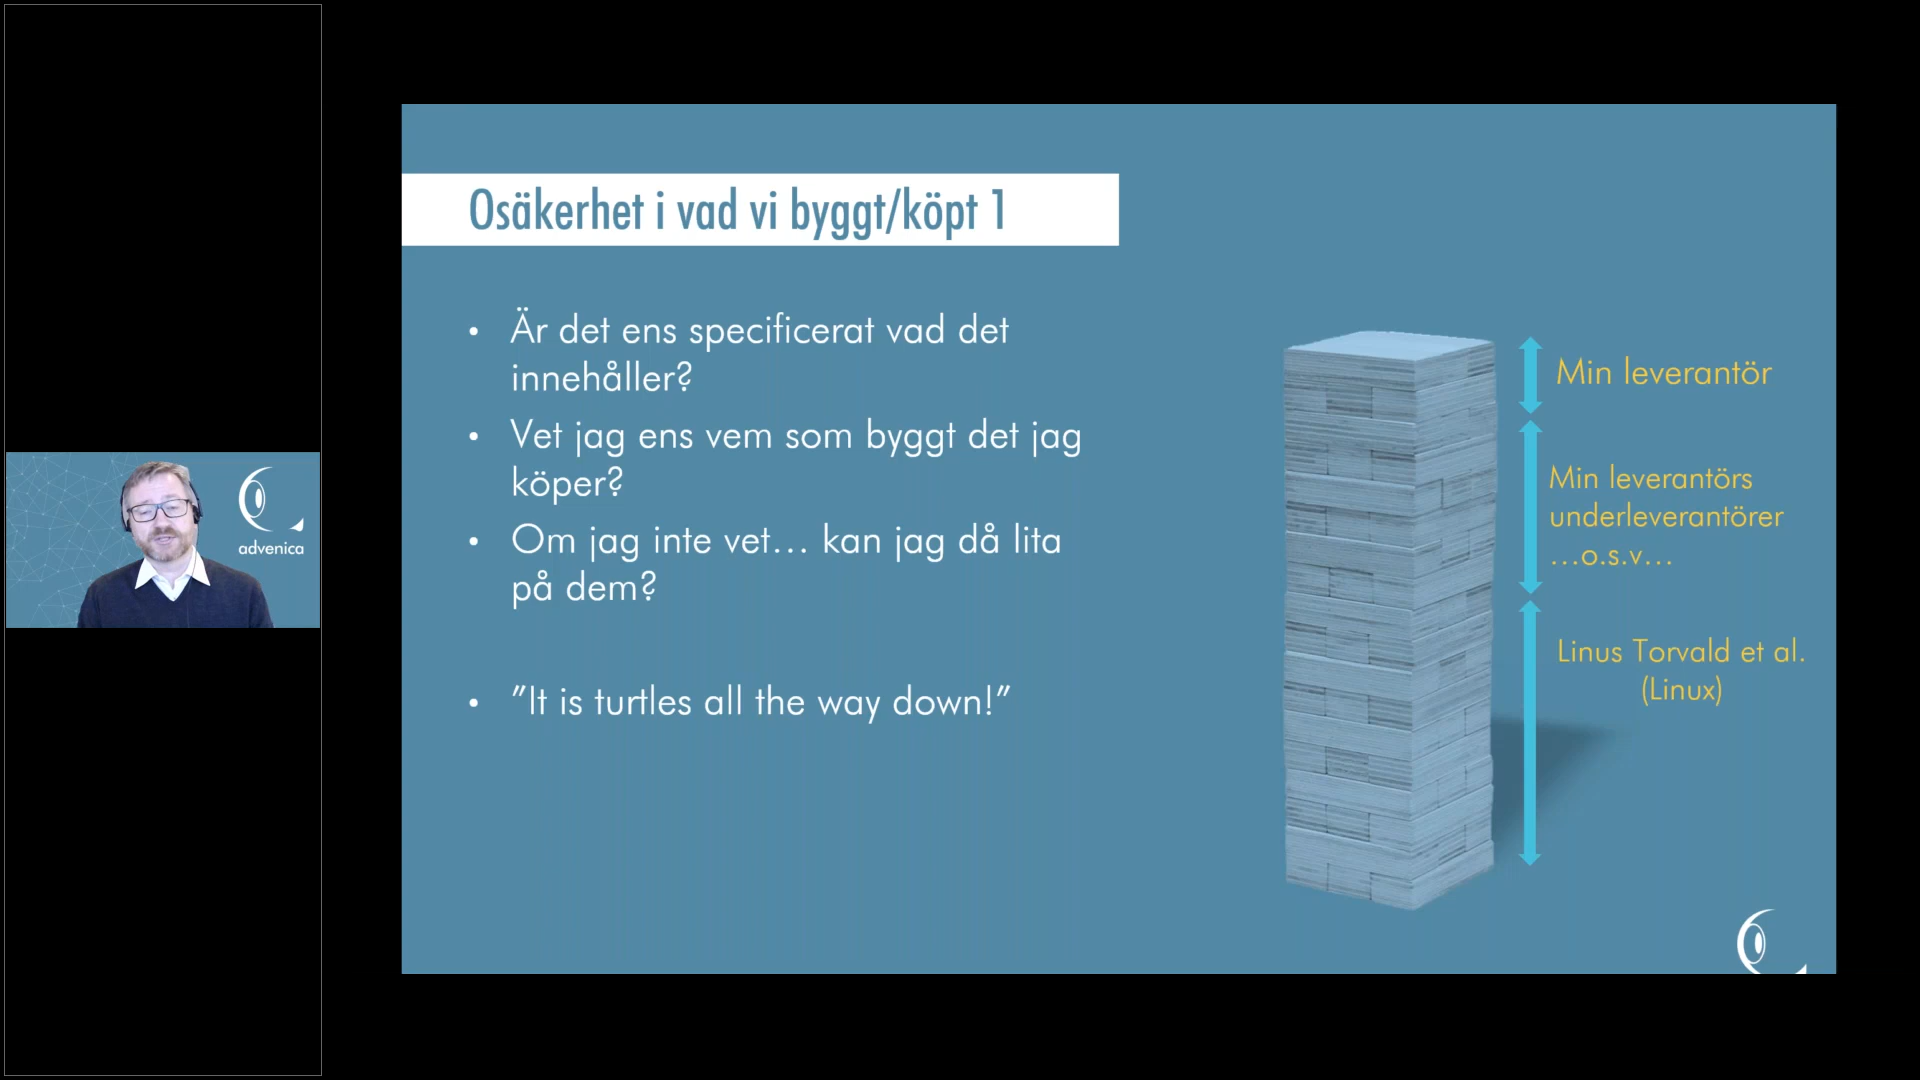 Osäkerhet i vad vi byggt/köpt 1
• Är det ens specificerat vad det
innehåller?
• Vet jag ens vem som byggt det jag
köper?
• Om jag inte vet... kan jag då lita
på dem?
• ”It is turtles all the way down!”
Min leverantör
Min leverantörs
underleverantörer
...o.s.v...
Linus Torvald et al.
(Linux)
advenica